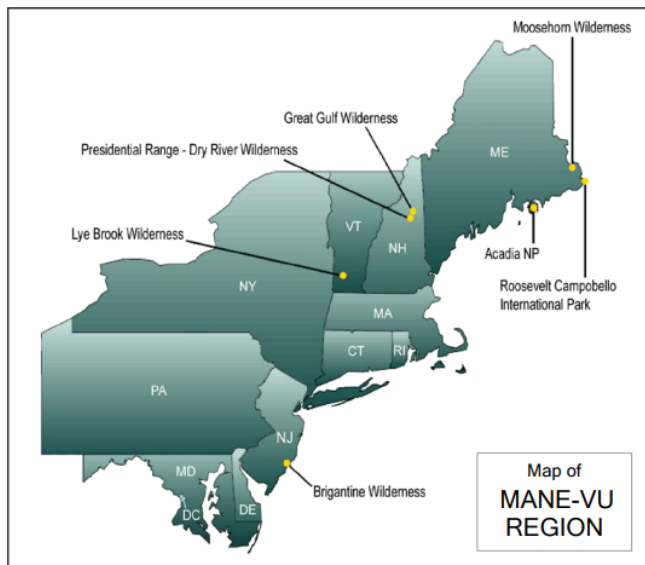 Moosehorn Wilderness
Great Gulf Wilderness
Presidential Range - Dry River Wilderness
ME
Lye Brook Wilderness
VT
NH
Acadia NP
NY
Roosevelt Campobello
International Park
MA
CT
RI
PA
NJ
MD
Brigantine Wilderness
DC
DE
Map of
MANE-VU
REGION